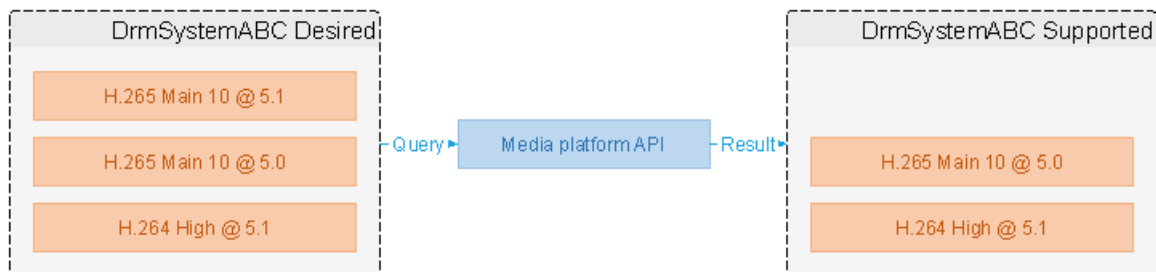 DrmSystemABC Desired
H.265 Main 10 @ 5.1
H.265 Main 10 @ 5.0
H.264 High @ 5.1
Query
Media platform API
Result
DrmSystemABC Supported
H.265 Main 10 @ 5.0
H.264 High @ 5.1